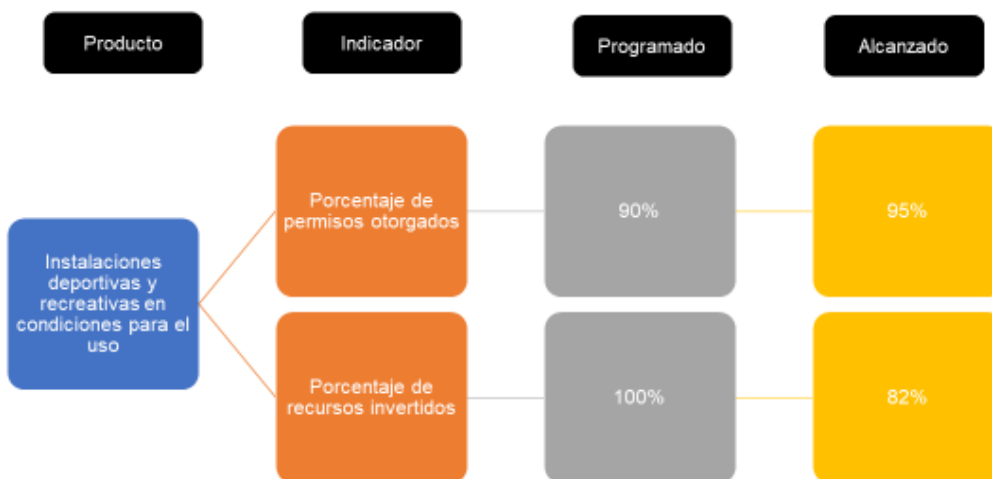 Producto
Indicador
Programado
Alcanzado
Instalaciones
deportivas y
recreativas en
condiciones para el
uso
Porcentaje de
permisos otorgados
90%
95%
Porcentaje de
recursos invertidos
100%
82%